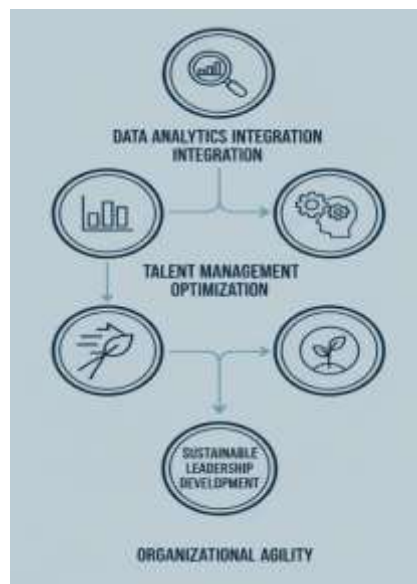 DATA ANALYTICS INTEGRATION
INTEGRATION
TALENT MANAGEMENT
OPTIMIZATION
SUSTAINABLE
LEADERSHIP
DEVELOPMENT
ORGANIZATIONAL AGILITY